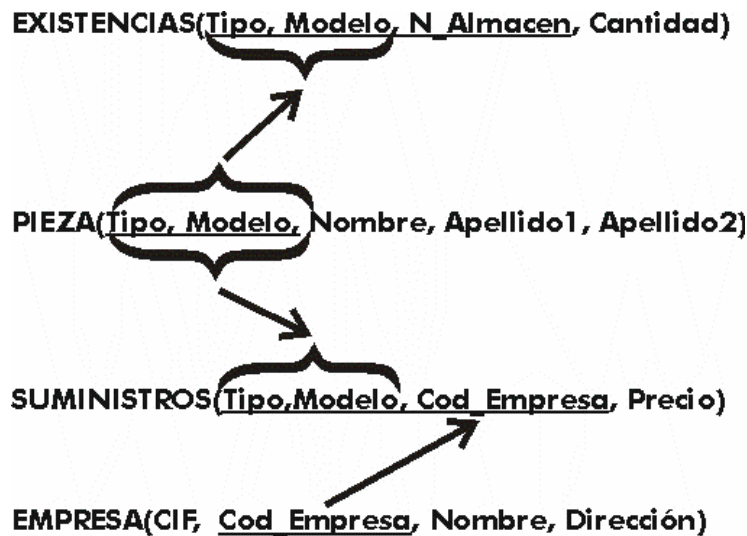 EXISTENCIAS(Tipo, Modelo, N_Almacen, Cantidad)
PIEZA(Tipo, Modelo, Nombre, Apellido1, Apellido2)
SUMINISTROS(Tipo,Modelo, Cod_Empresa, Precio)
EMPRESA(CIF, Cod_Empresa, Nombre, Dirección)